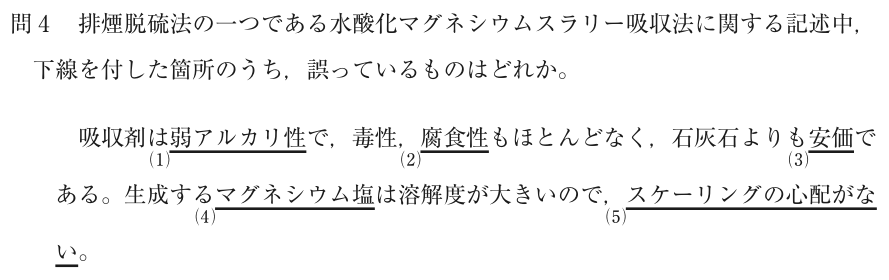 問4　排煙脱硫法の一つである水酸化マグネシウムスラリー吸収法に関する記述中，
下線を付した箇所のうち，誤っているものはどれか。
吸収剤は弱アルカリ性で，毒性，腐食性もほとんどなく，石灰石よりも安価で
(1) (2) (3)
ある。生成するマグネシウム塩は溶解度が大きいので，スケーリングの心配がな
(4) (5)
い。